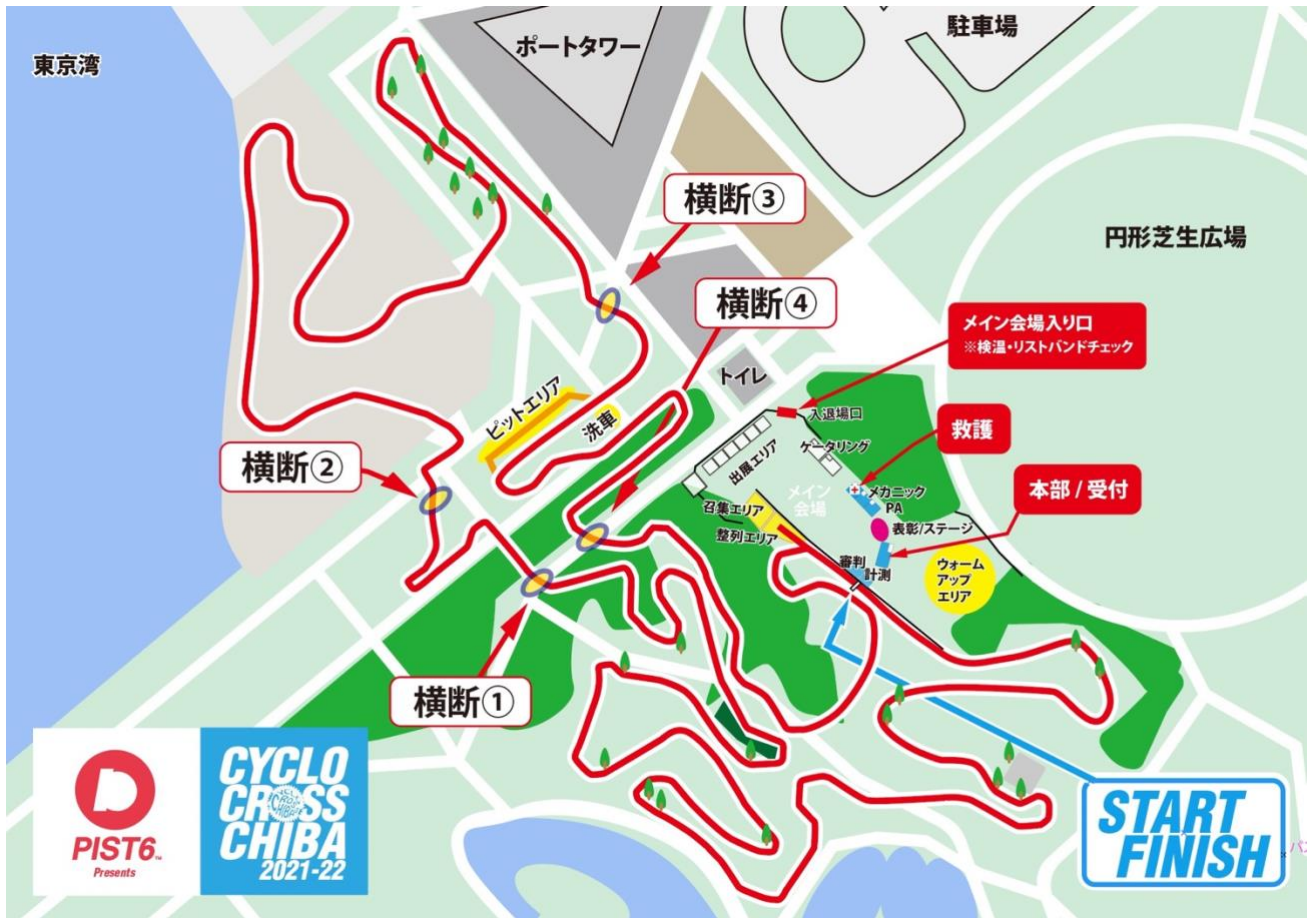 東京湾
ポートタワー
駐車場
円形芝生広場
横断③
横断④
メイン会場入り口
※検温・リストバンドチェック
トイレ
入退場口
救護
ピットエリア
洗車
ケータリング
出展エリア
横断②
メイン
会場
メカニック
PA
本部 / 受付
召集エリア
表彰/ステージ
整列エリア
審判
計測
ウォーム
アップ
エリア
横断①
PIST6™
Presents
CYCLO
CROSS
CHIBA
2021-22
START
FINISH